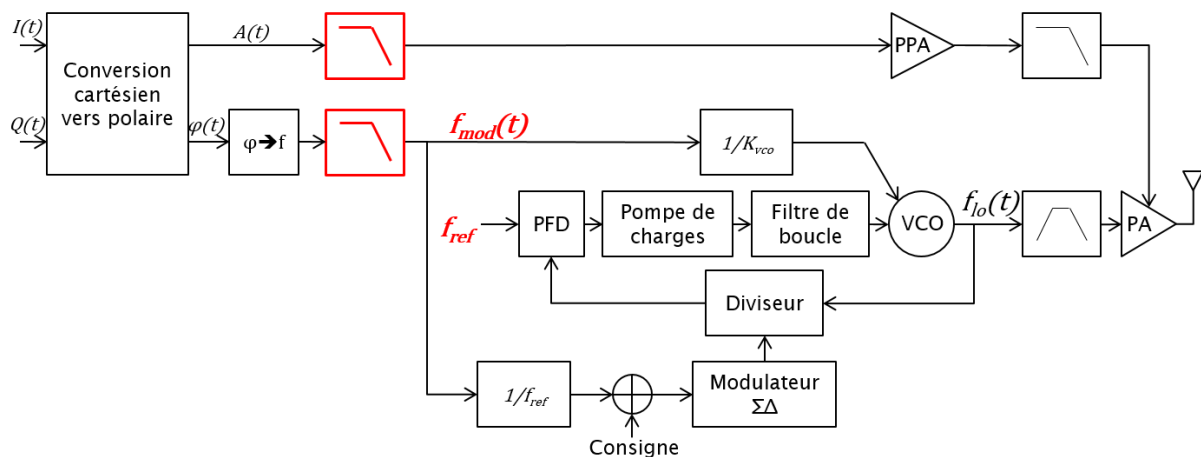 I(t)
Q(t)
Conversion
cartésien
vers polaire
A(t)
φ(t)
φ➔f
PPA
f_mod(t)
1/K_vco
f_ref
PFD
Pompe de
charges
Filtre de
boucle
VCO
f_lo(t)
PA
Diviseur
1/f_ref
Modulateur
ΣΔ
Consigne